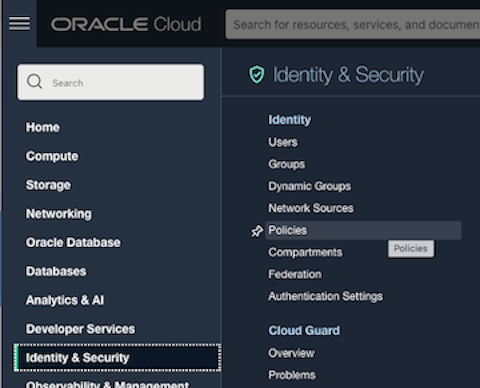 ORACLE Cloud
Search for resources, services, and documen
Search
Home
Compute
Storage
Networking
Oracle Database
Databases
Analytics & AI
Developer Services
Identity & Security
Observability & Management
Identity & Security
Identity
Users
Groups
Dynamic Groups
Network Sources
Policies
Compartments
Policies
Federation
Authentication Settings
Cloud Guard
Overview
Problems